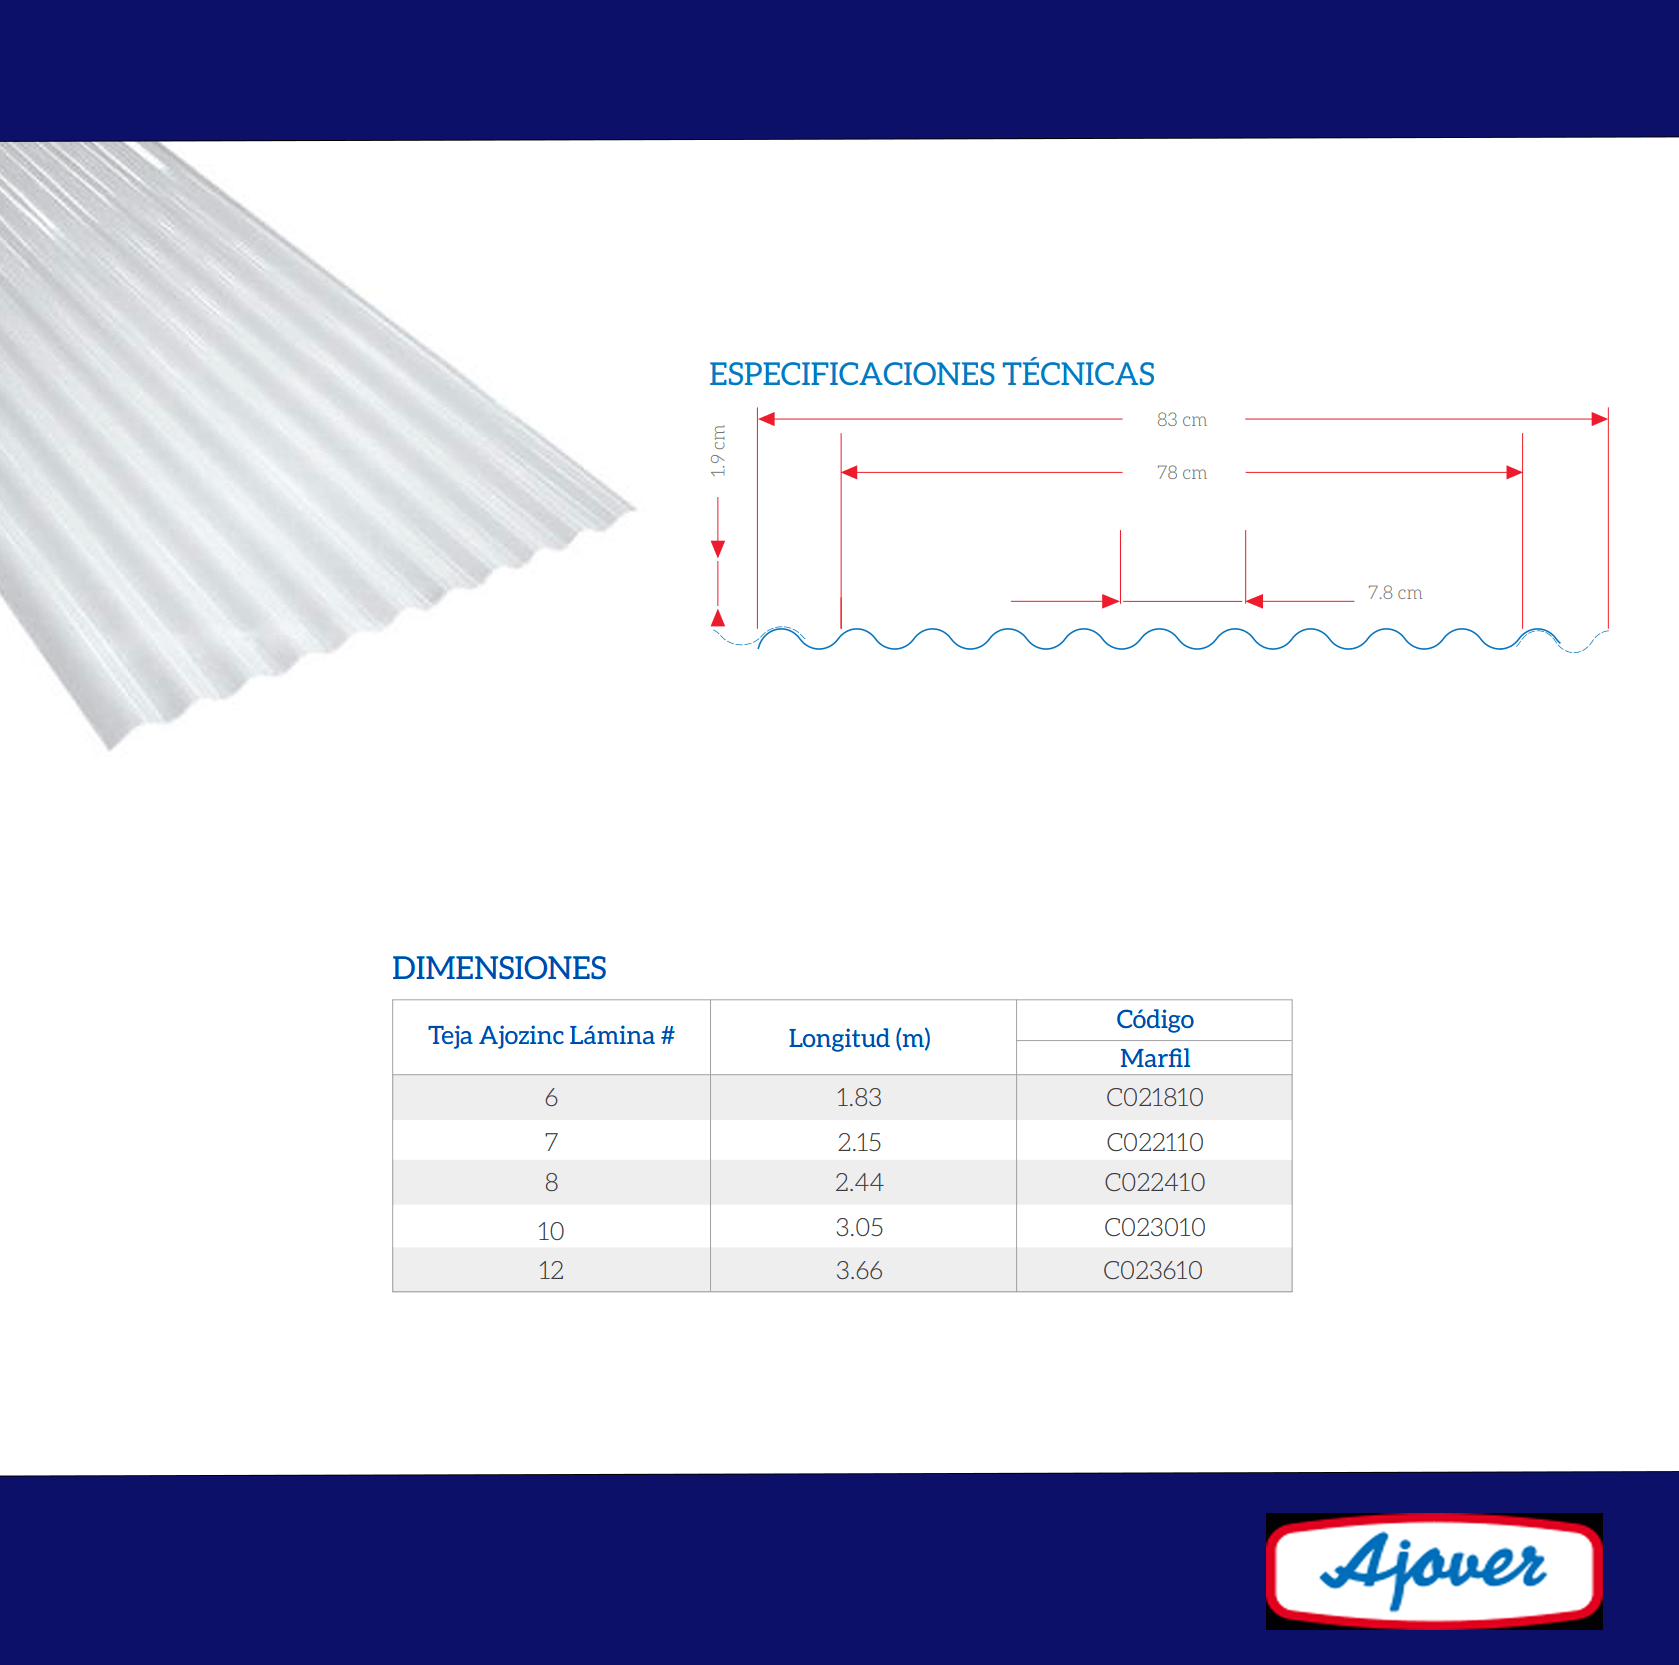 ESPECIFICACIONES TÉCNICAS
83 cm
1.9 cm
78 cm
7.8 cm
DIMENSIONES
Teja Ajozinc Lámina #
Longitud (m)
Código
Marfil
6 1.83 C021810
7 2.15 C022110
8 2.44 C022410
10 3.05 C023010
12 3.66 C023610
Ajover